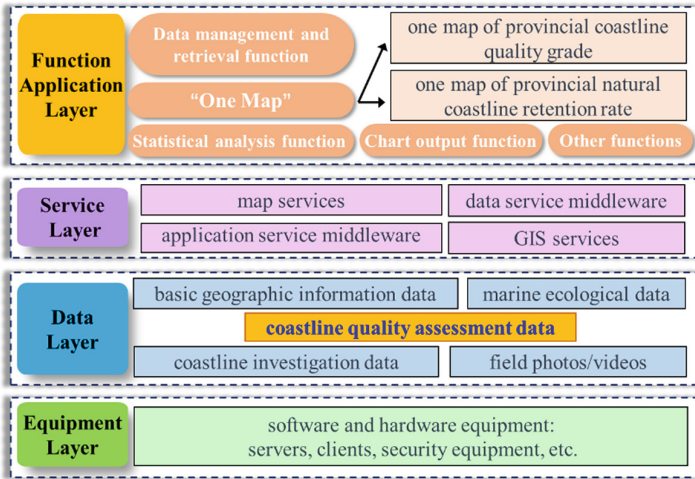 Function
Application
Layer
Data management and
retrieval function
"One Map"
one map of provincial coastline
quality grade
one map of provincial natural
coastline retention rate
Statistical analysis function
Chart output function
Other functions
Service
Layer
map services
data service middleware
application service middleware
GIS services
Data
Layer
basic geographic information data
marine ecological data
coastline quality assessment data
coastline investigation data
field photos/videos
Equipment
Layer
software and hardware equipment:
servers, clients, security equipment, etc.